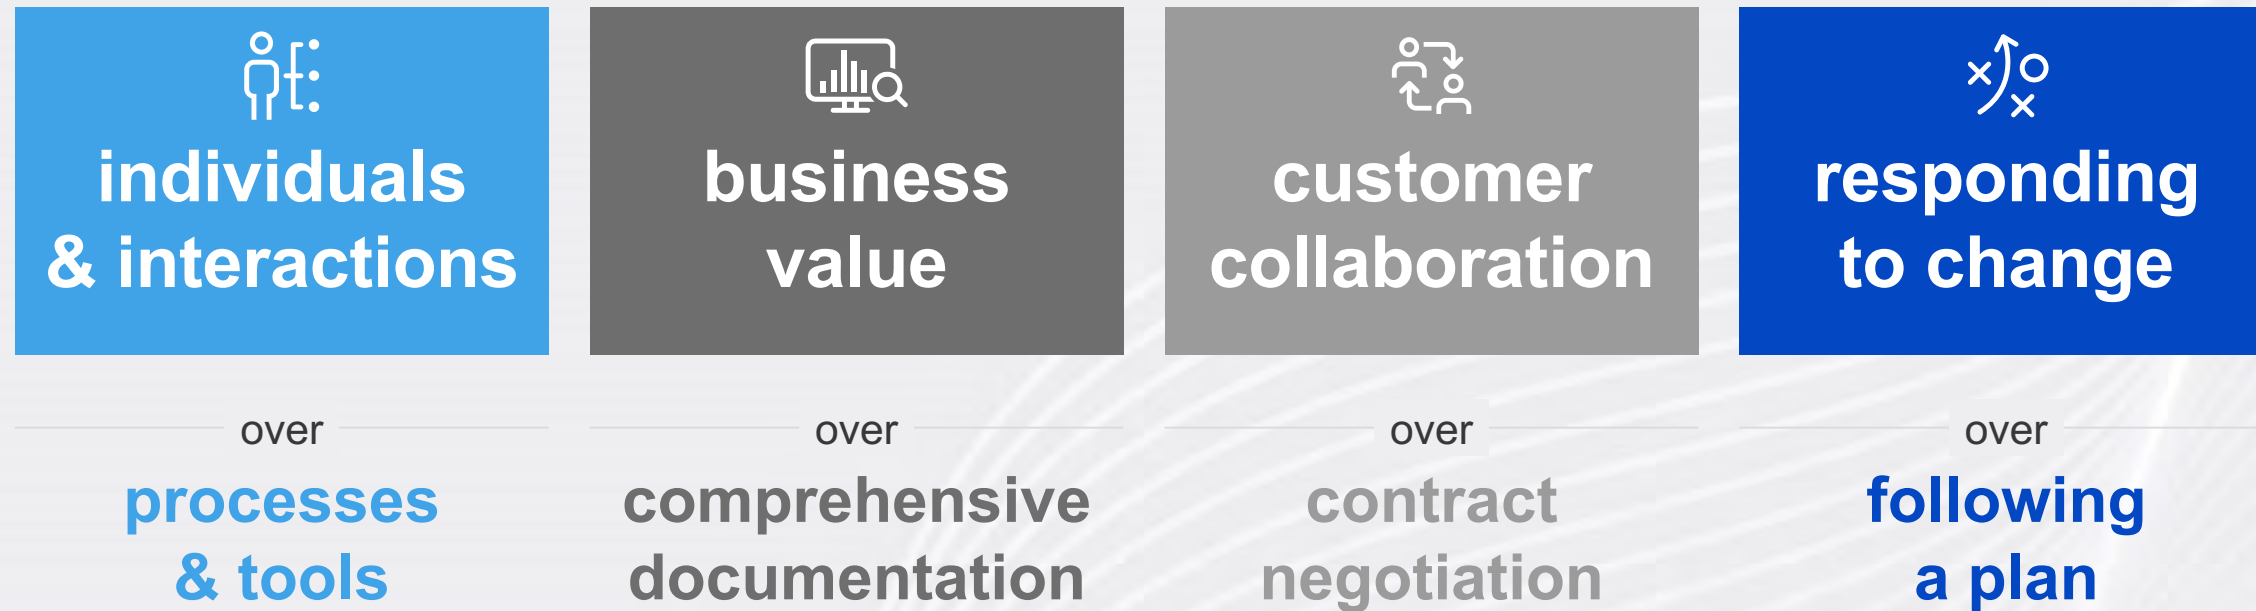 individuals
& interactions
over
processes
& tools
business
value
over
comprehensive
documentation
customer
collaboration
over
contract
negotiation
responding
to change
over
following
a plan